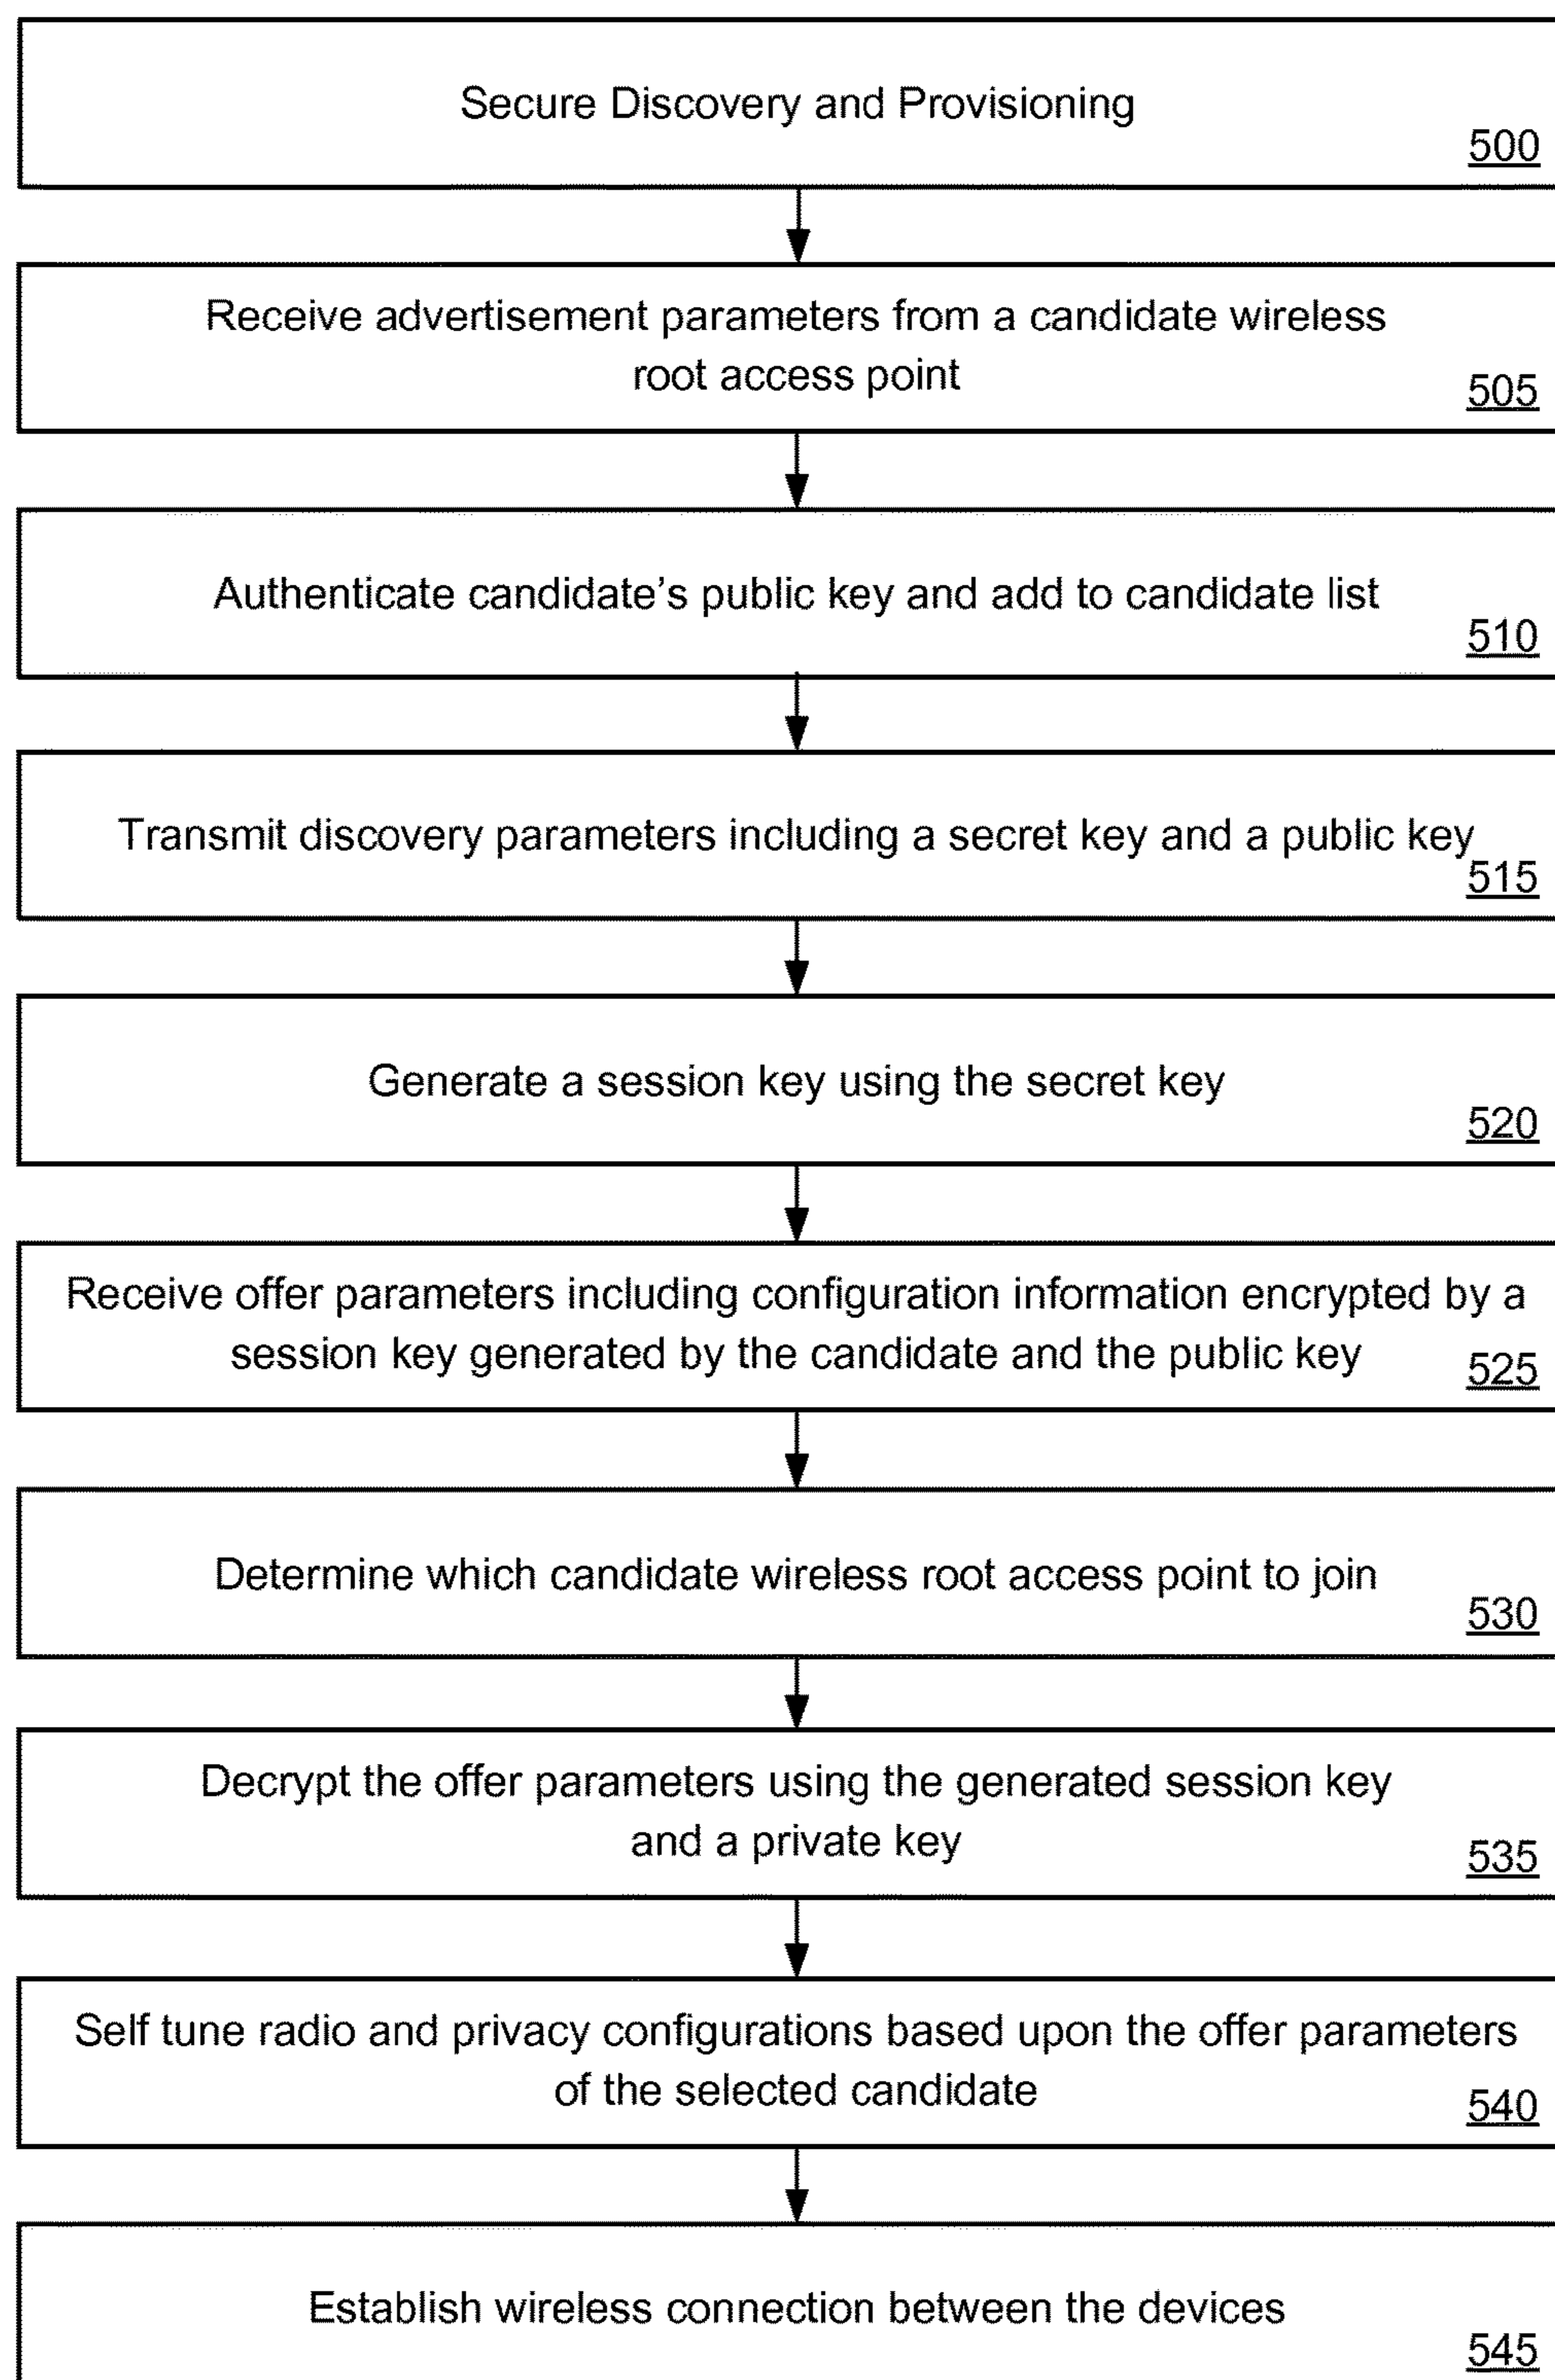 Secure Discovery and Provisioning
500
Receive advertisement parameters from a candidate wireless
root access point
505
Authenticate candidate's public key and add to candidate list
510
Transmit discovery parameters including a secret key and a public key
515
Generate a session key using the secret key
520
Receive offer parameters including configuration information encrypted by a
session key generated by the candidate and the public key
525
Determine which candidate wireless root access point to join
530
Decrypt the offer parameters using the generated session key
and a private key
535
Self tune radio and privacy configurations based upon the offer parameters
of the selected candidate
540
Establish wireless connection between the devices
545